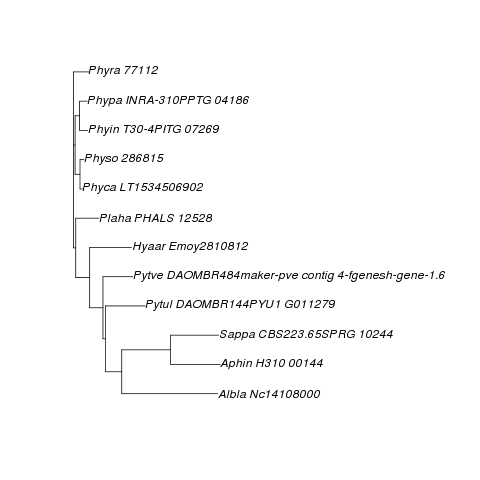 Phyra 77112
Phypa INRA-310PPTG 04186
Phyin T30-4PITG 07269
Physo 286815
Phyca LT1534506902
Plaha PHALS 12528
Hyaar Emoy2810812
Pytve DAOMBR484maker-pve contig 4-fgenesh-gene-1.6
Pytul DAOMBR144PYU1 G011279
Sappa CBS223.65SPRG 10244
Aphin H310 00144
Albla Nc14108000